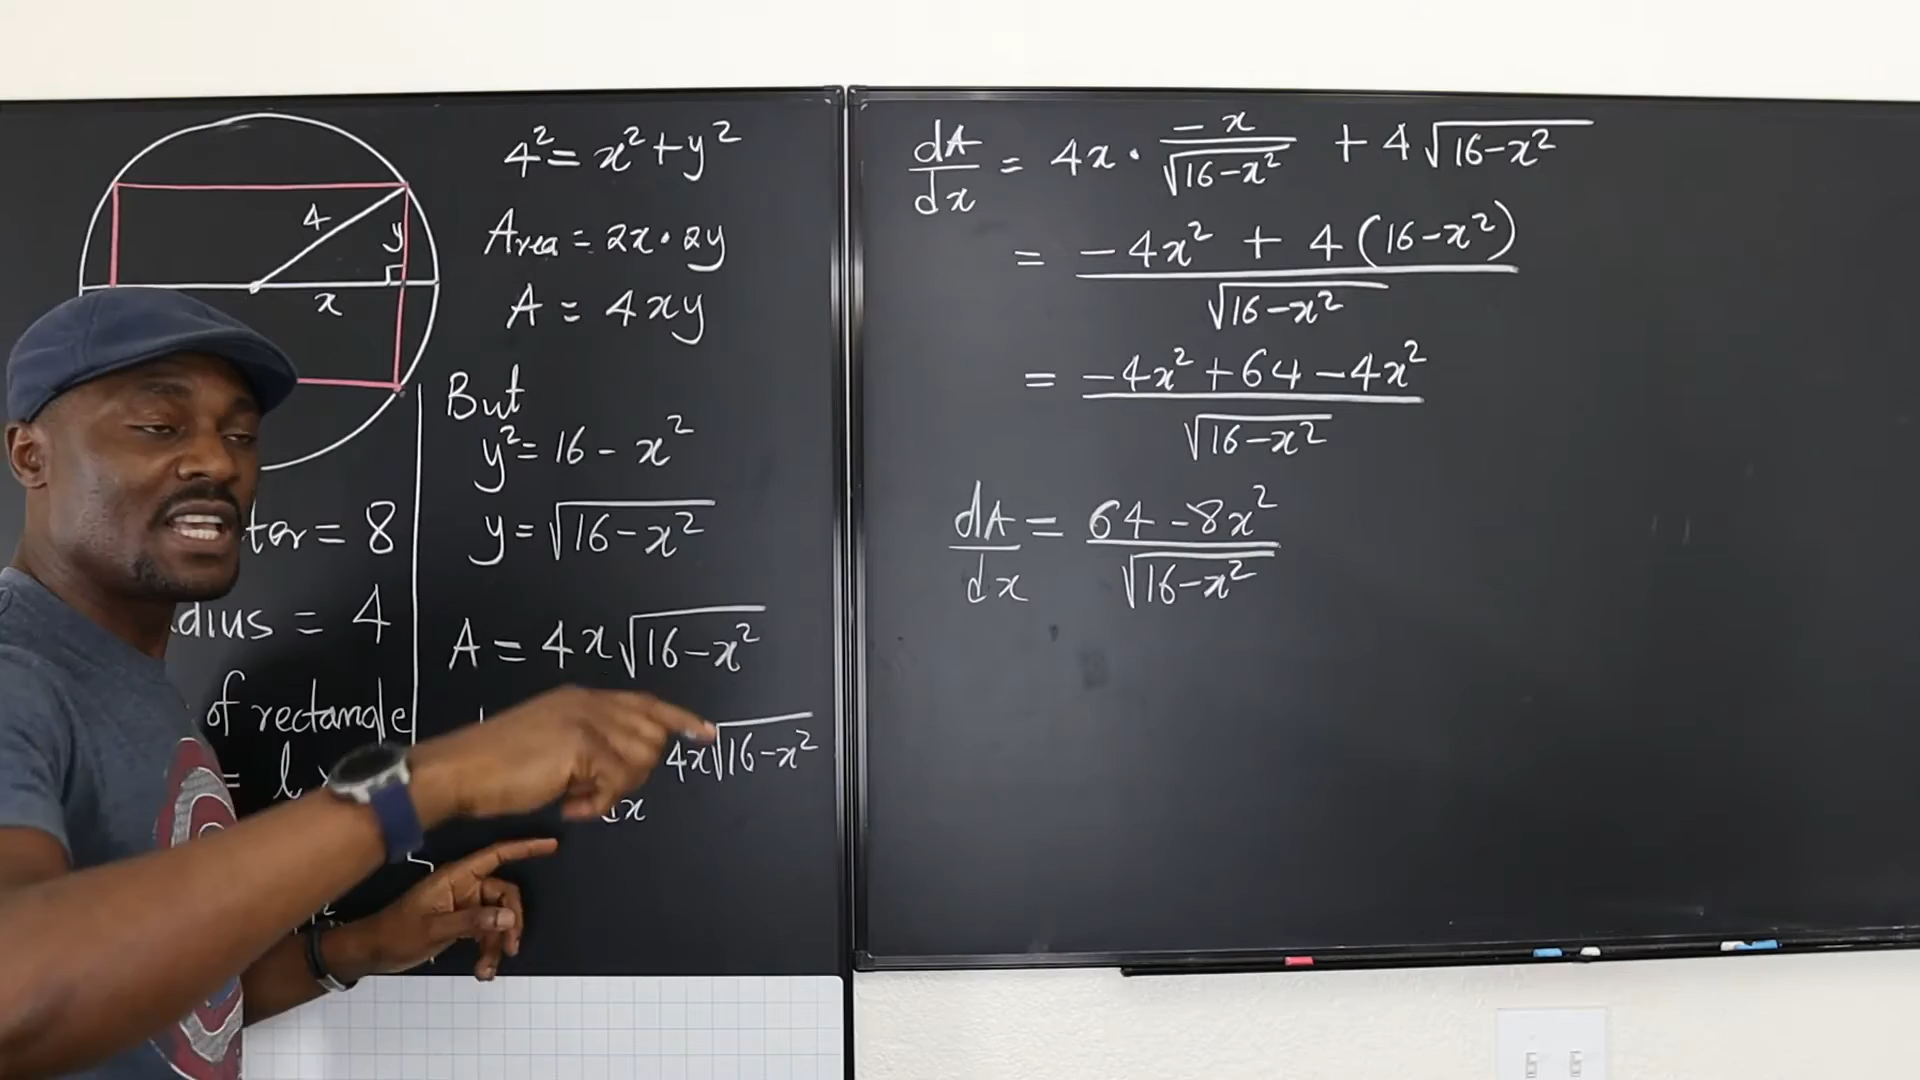 4
y
x
= 8
= 4
of rectangle
= l
4² = x² + y²
Area = 2x · 2y
A = 4xy
But
y² = 16 - x²
y = √(16-x²)
A = 4x√(16-x²)
4x√(16-x²)
dA/dx = 4x · -x/√(16-x²) + 4√(16-x²)
= (-4x² + 4(16-x²))/√(16-x²)
= (-4x² + 64 - 4x²)/√(16-x²)
dA/dx = (64 - 8x²)/√(16-x²)